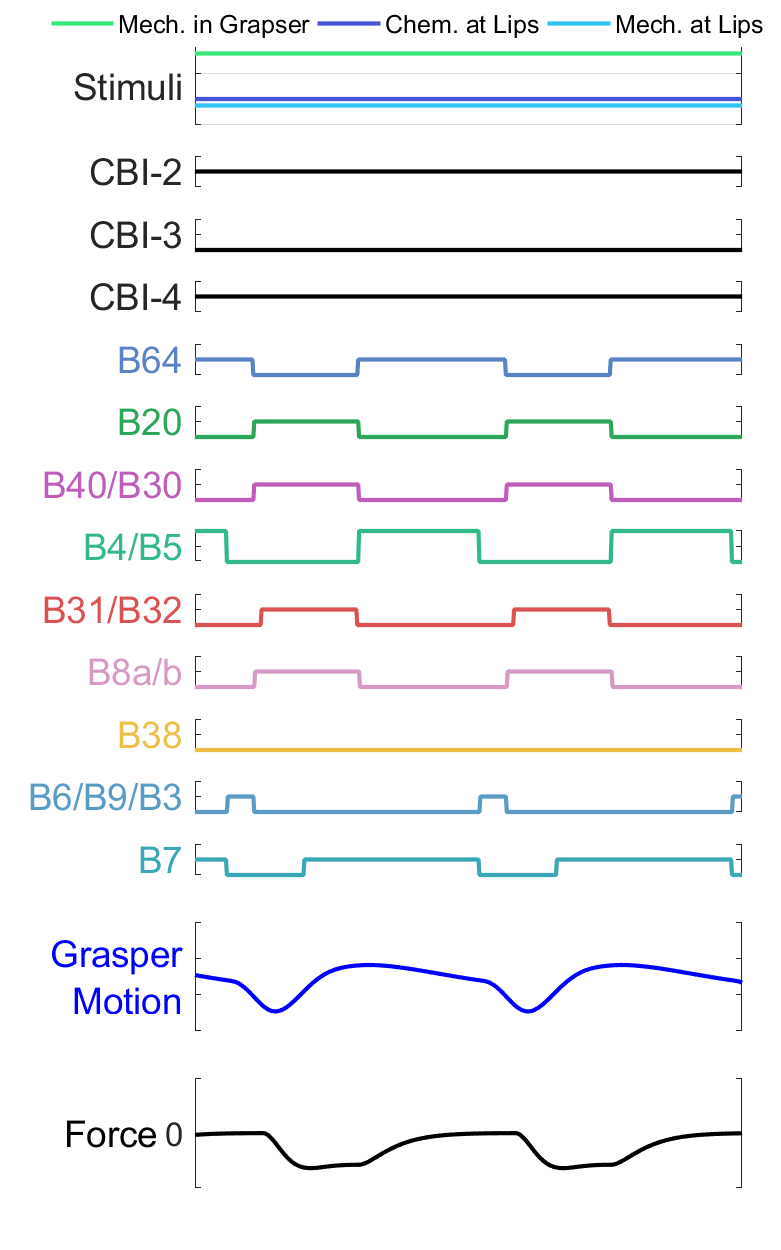 Mech. in Grapser Chem. at Lips Mech. at Lips
Stimuli
CBI-2
CBI-3
CBI-4
B64
B20
B40/B30
B4/B5
B31/B32
B8a/b
B38
B6/B9/B3
B7
Grasper
Motion
Force 0